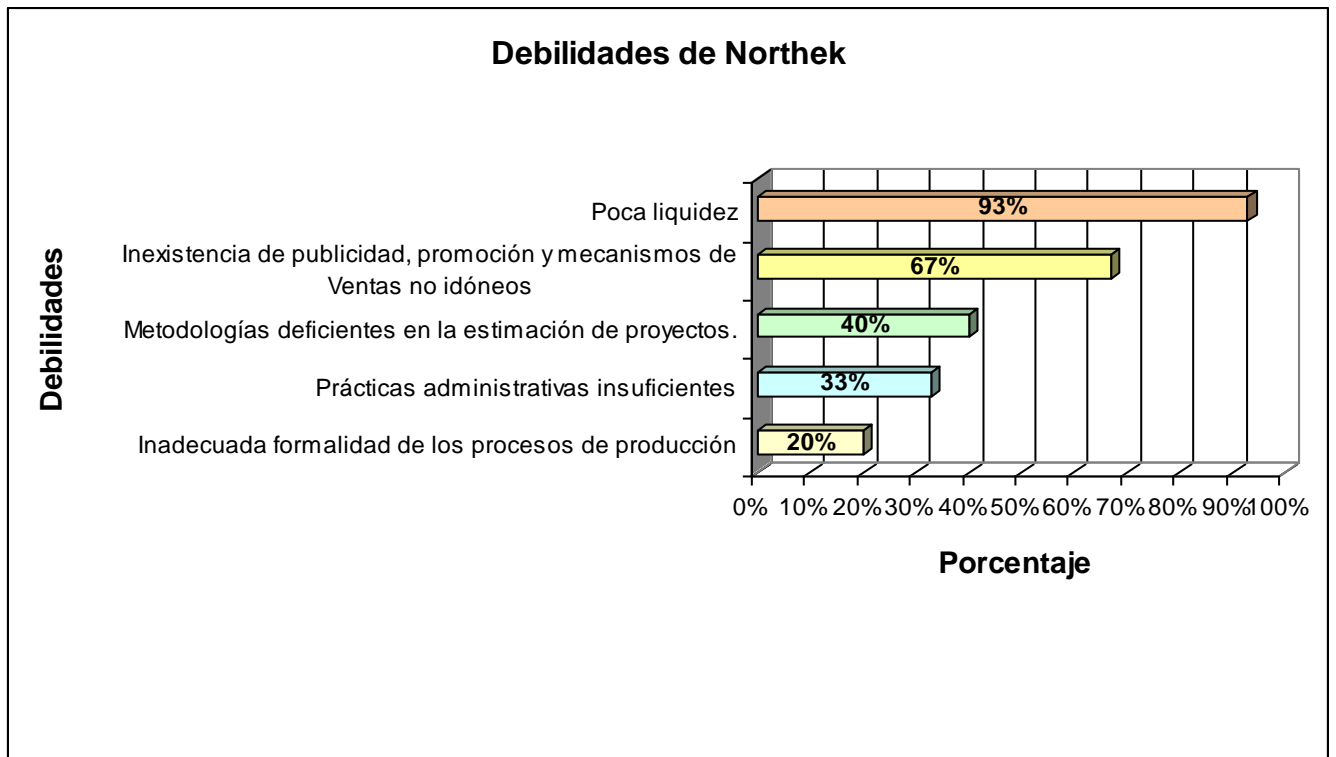 Debilidades de Northek
Debilidades
Poca liquidez
93%
Inexistencia de publicidad, promoción y mecanismos de
Ventas no idóneos
67%
Metodologías deficientes en la estimación de proyectos.
40%
Prácticas administrativas insuficientes
33%
Inadecuada formalidad de los procesos de producción
20%
0% 10% 20% 30% 40% 50% 60% 70% 80% 90% 100%
Porcentaje